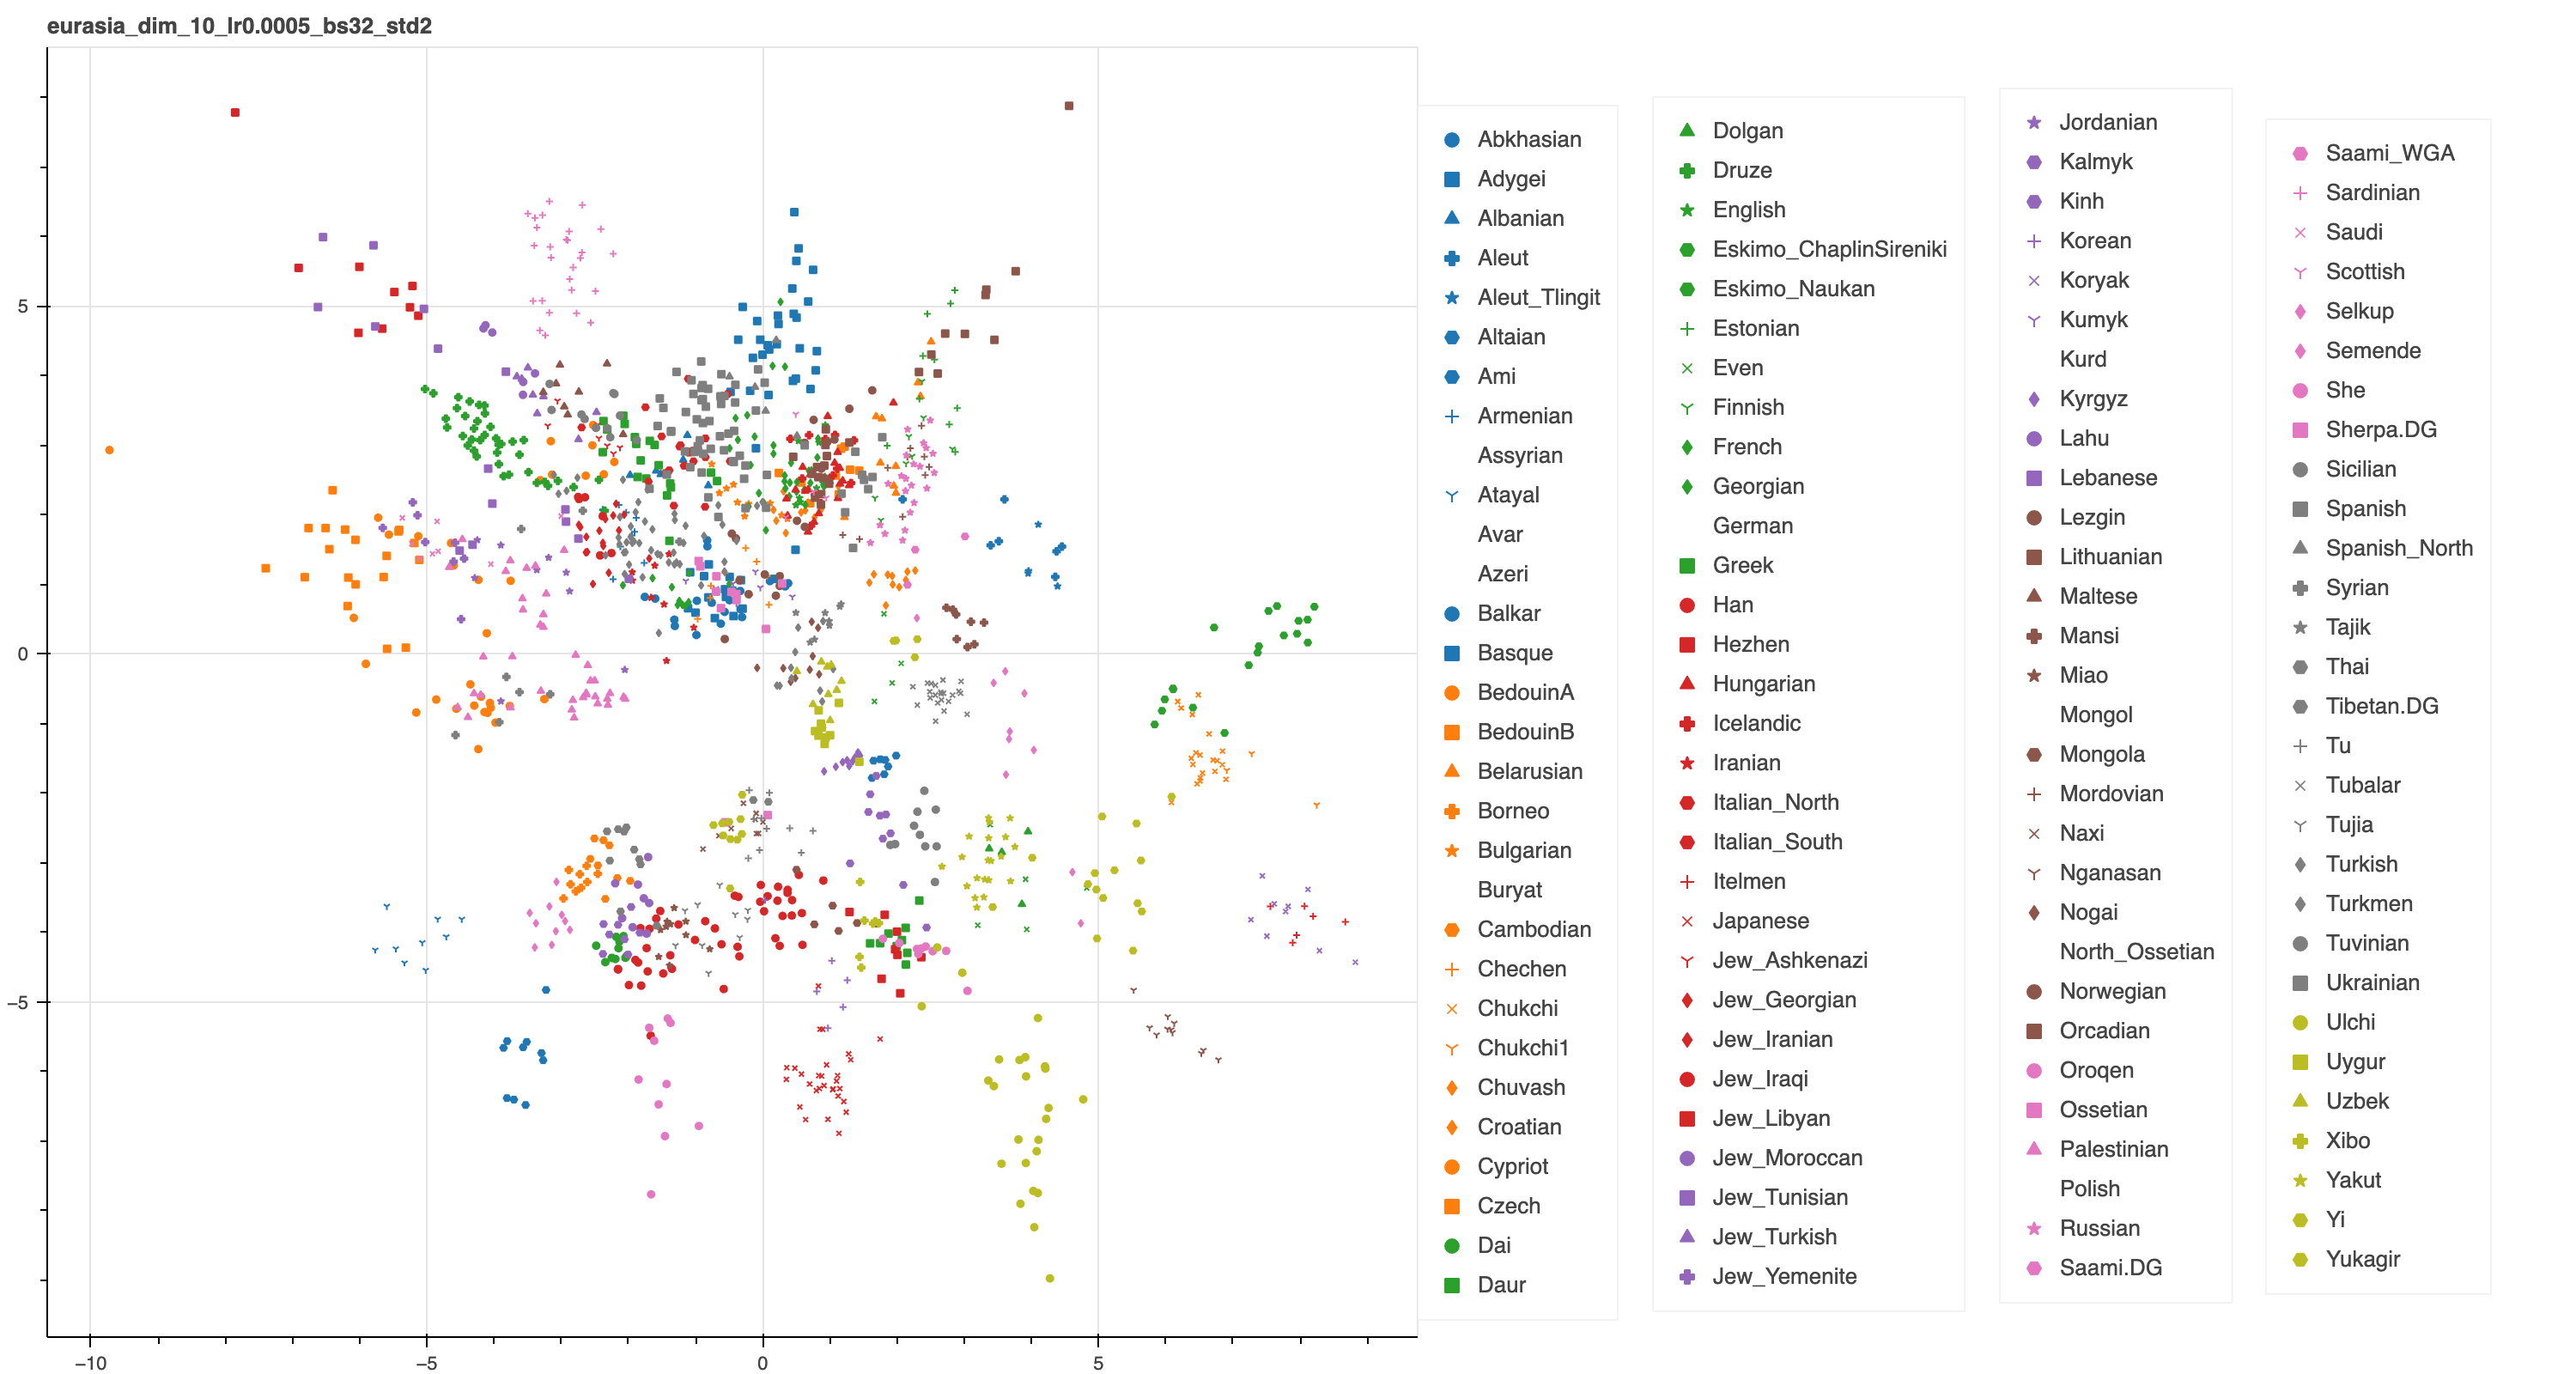 eurasia_dim_10_lr0.0005_bs32_std2
5
0
−5
−10
−5
0
5
Abkhasian
Adygei
Albanian
Aleut
Aleut_Tlingit
Altaian
Ami
Armenian
Assyrian
Atayal
Avar
Azeri
Balkar
Basque
BedouinA
BedouinB
Belarusian
Borneo
Bulgarian
Buryat
Cambodian
Chechen
Chukchi
Chukchi1
Chuvash
Croatian
Cypriot
Czech
Dai
Daur
Dolgan
Druze
English
Eskimo_ChaplinSireniki
Eskimo_Naukan
Estonian
Even
Finnish
French
Georgian
German
Greek
Han
Hezhen
Hungarian
Icelandic
Iranian
Italian_North
Italian_South
Itelmen
Japanese
Jew_Ashkenazi
Jew_Georgian
Jew_Iranian
Jew_Iraqi
Jew_Libyan
Jew_Moroccan
Jew_Tunisian
Jew_Turkish
Jew_Yemenite
Jordanian
Kalmyk
Kinh
Korean
Koryak
Kumyk
Kurd
Kyrgyz
Lahu
Lebanese
Lezgin
Lithuanian
Maltese
Mansi
Miao
Mongol
Mongola
Mordovian
Naxi
Nganasan
Nogai
North_Ossetian
Norwegian
Orcadian
Oroqen
Ossetian
Palestinian
Polish
Russian
Saami.DG
Saami_WGA
Sardinian
Saudi
Scottish
Selkup
Semende
She
Sherpa.DG
Sicilian
Spanish
Spanish_North
Syrian
Tajik
Thai
Tibetan.DG
Tu
Tubalar
Tujia
Turkish
Turkmen
Tuvinian
Ukrainian
Ulchi
Uygur
Uzbek
Xibo
Yakut
Yi
Yukagir